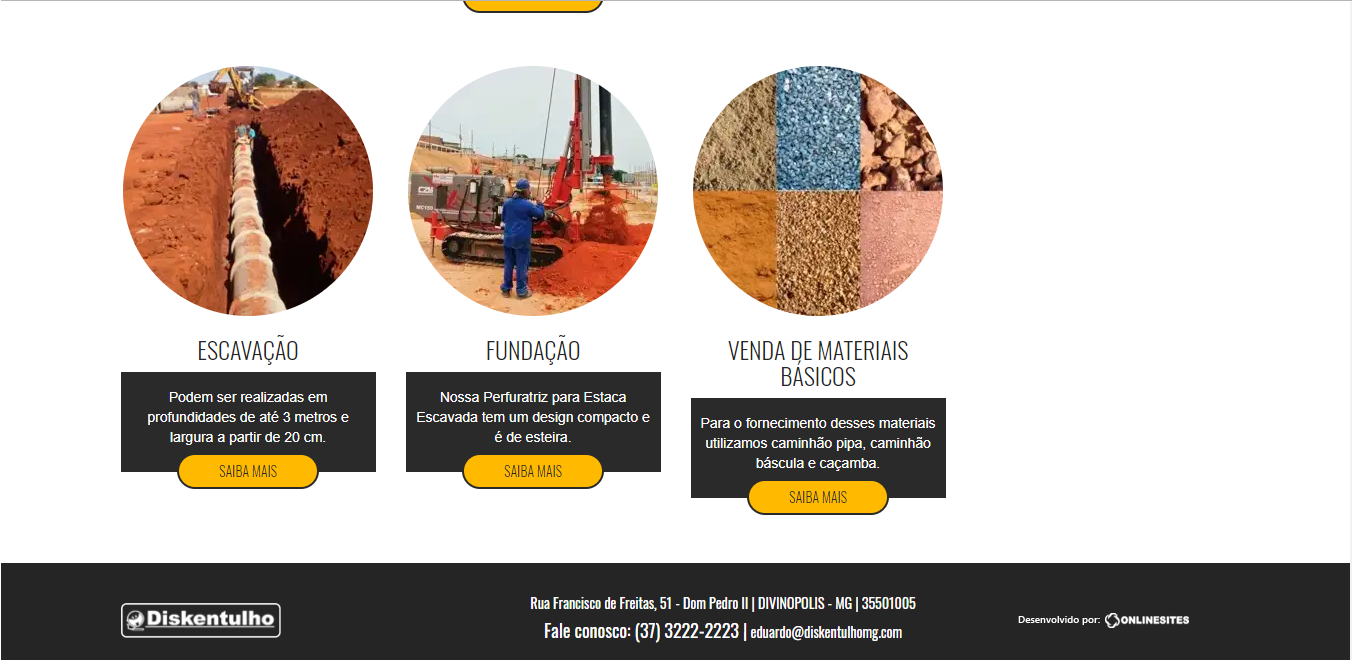 CZM
MC150
ESCAVAÇÃO
Podem ser realizadas em
profundidades de até 3 metros e
largura a partir de 20 cm.
SAIBA MAIS
FUNDAÇÃO
Nossa Perfuratriz para Estaca
Escavada tem um design compacto e
é de esteira.
SAIBA MAIS
VENDA DE MATERIAIS
BÁSICOS
Para o fornecimento desses materiais
utilizamos caminhão pipa, caminhão
báscula e caçamba.
SAIBA MAIS
Diskentulho
Rua Francisco de Freitas, 51 - Dom Pedro II | DIVINOPOLIS - MG | 35501005
Fale conosco: (37) 3222-2223 | eduardo@diskentulhomg.com
Desenvolvido por: ONLINESITES